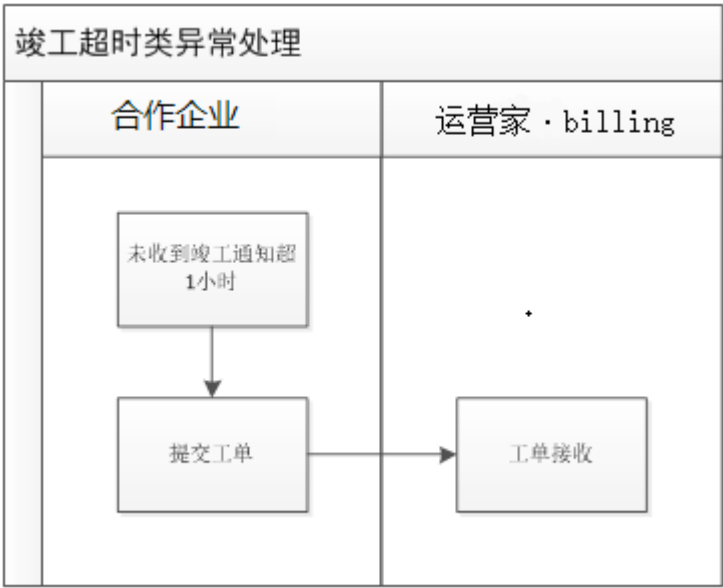 竣工超时类异常处理
合作企业
运营家·billing
未收到竣工通知超
1小时
提交工单
工单接收